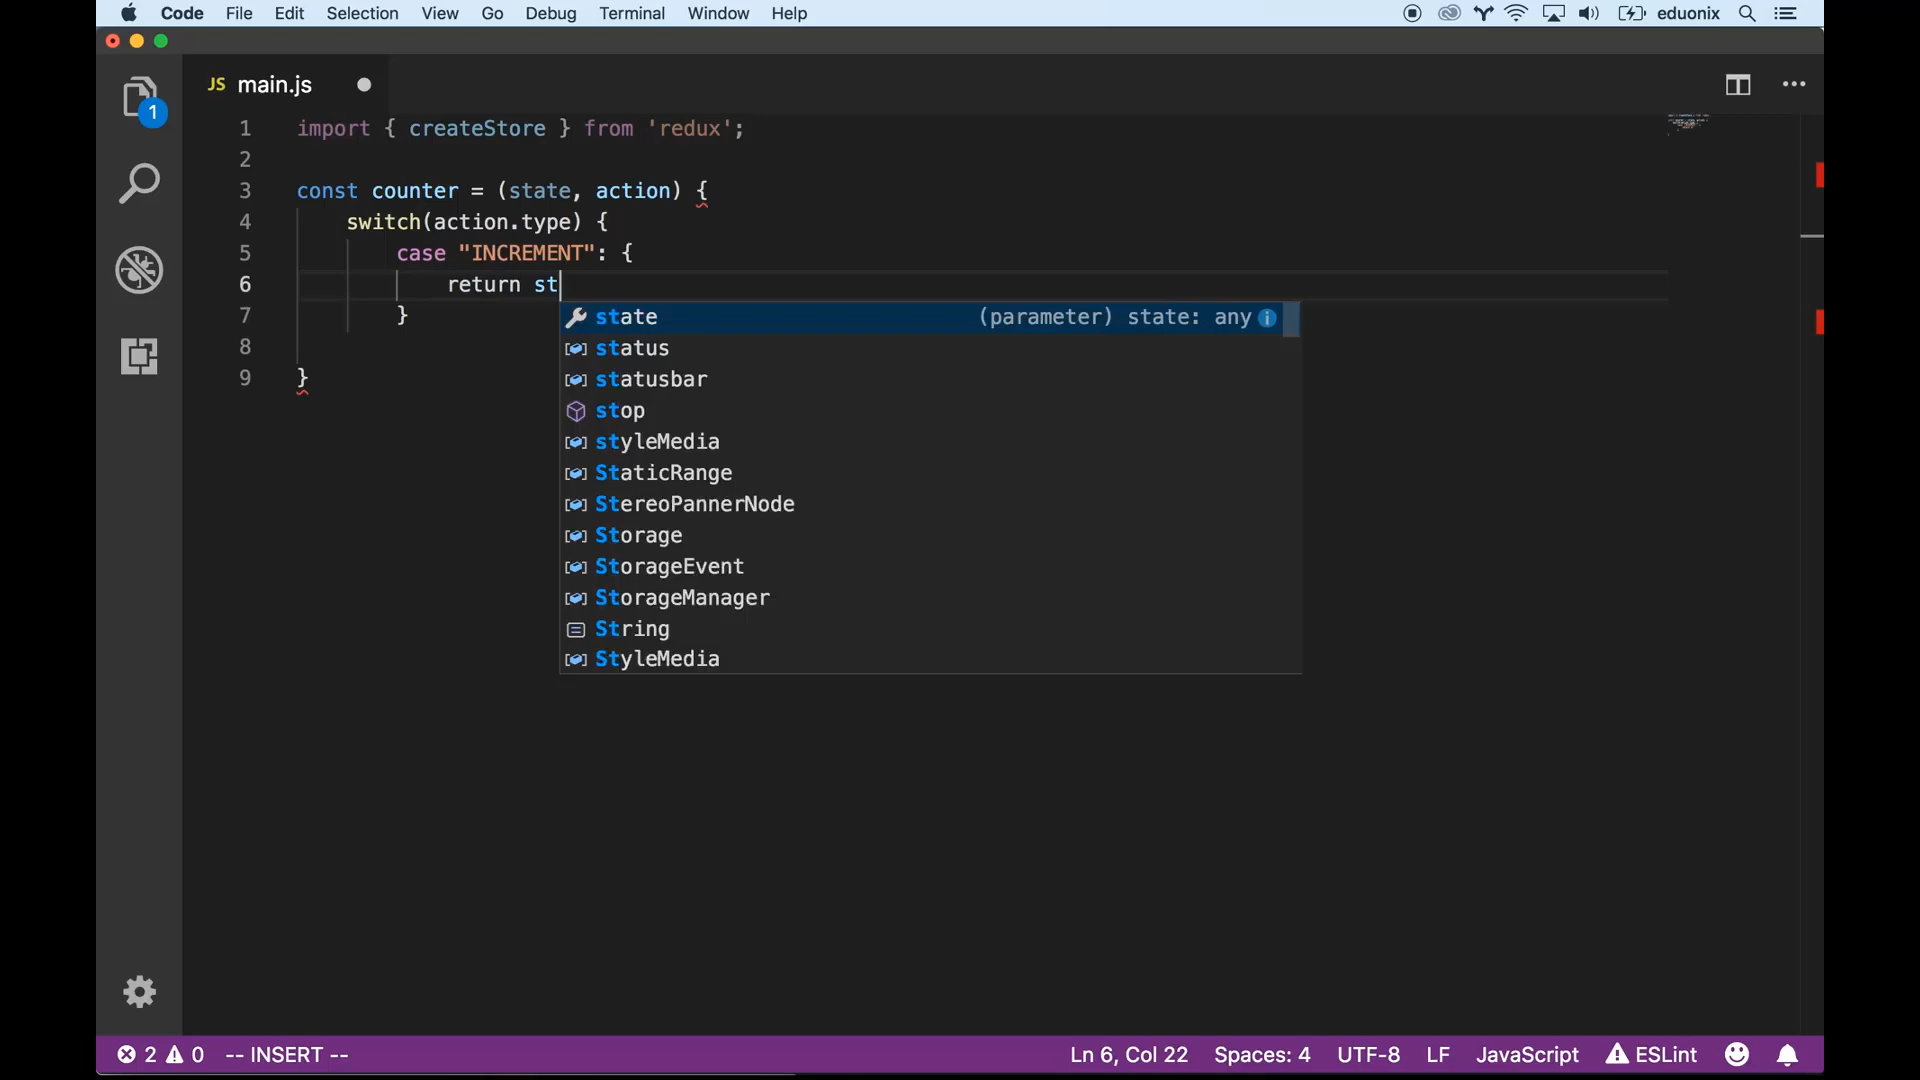 Code File Edit Selection View Go Debug Terminal Window Help eduonix
JS main.js
1
1 import { createStore } from 'redux';
2
3 const counter = (state, action) {
4 switch(action.type) {
5 case "INCREMENT": {
6 return st
7 }
8
9 }
state (parameter) state: any
status
statusbar
stop
styleMedia
StaticRange
StereoPannerNode
Storage
StorageEvent
StorageManager
String
StyleMedia
2 0 -- INSERT -- Ln 6, Col 22 Spaces: 4 UTF-8 LF JavaScript ESLint